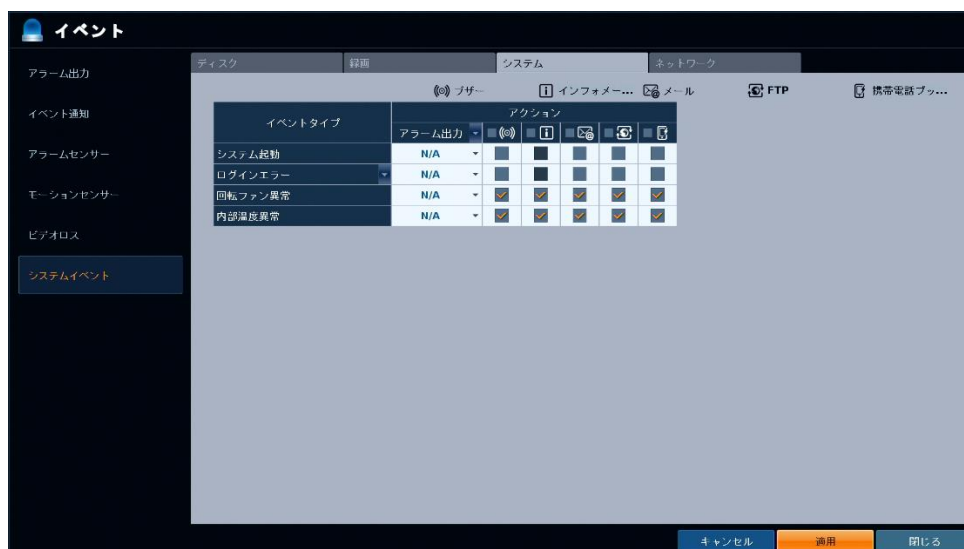 イベント
アラーム出力
イベント通知
アラームセンサー
モーションセンサー
ビデオロス
システムイベント
ディスク 録画 システム ネットワーク
ブザー インフォメー... メール FTP 携帯電話プッ...
イベントタイプ アクション
アラーム出力
システム起動 N/A
ログインエラー N/A
回転ファン異常 N/A
内部温度異常 N/A
キャンセル 適用 閉じる